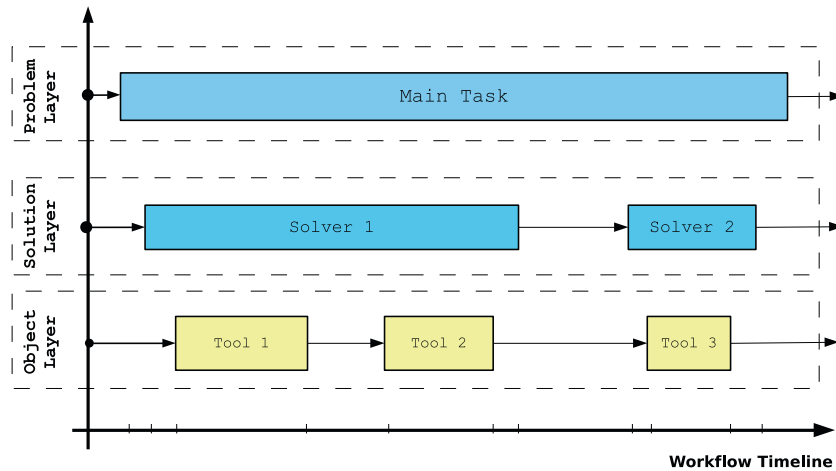 Problem
Layer
Main Task
Solution
Layer
Solver 1
Solver 2
Object
Layer
Tool 1
Tool 2
Tool 3
Workflow Timeline